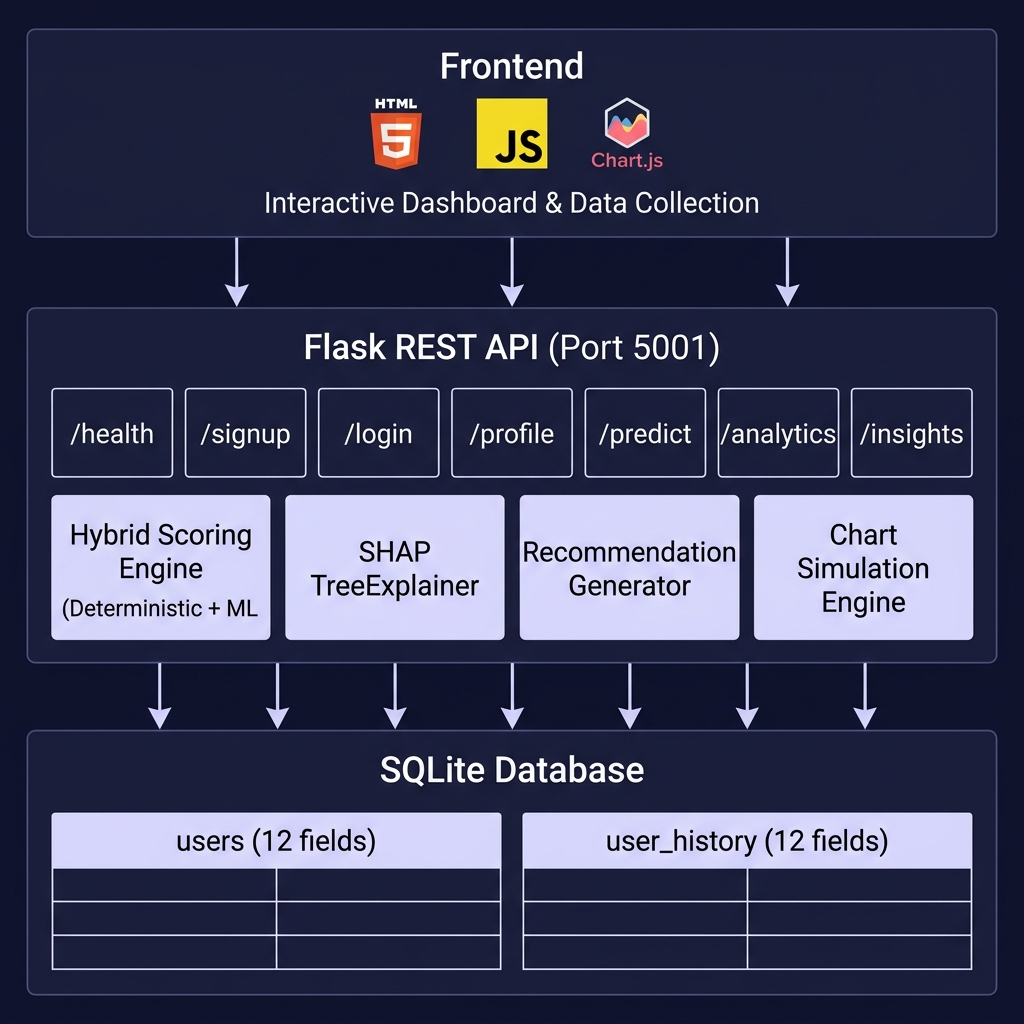 Frontend
HTML
5
JS
Chart.js
Interactive Dashboard & Data Collection
Flask REST API (Port 5001)
/health
/signup
/login
/profile
/predict
/analytics
/insights
Hybrid Scoring
Engine
(Deterministic + ML
SHAP
TreeExplainer
Recommendation
Generator
Chart
Simulation
Engine
SQLite Database
users (12 fields)
user_history (12 fields)